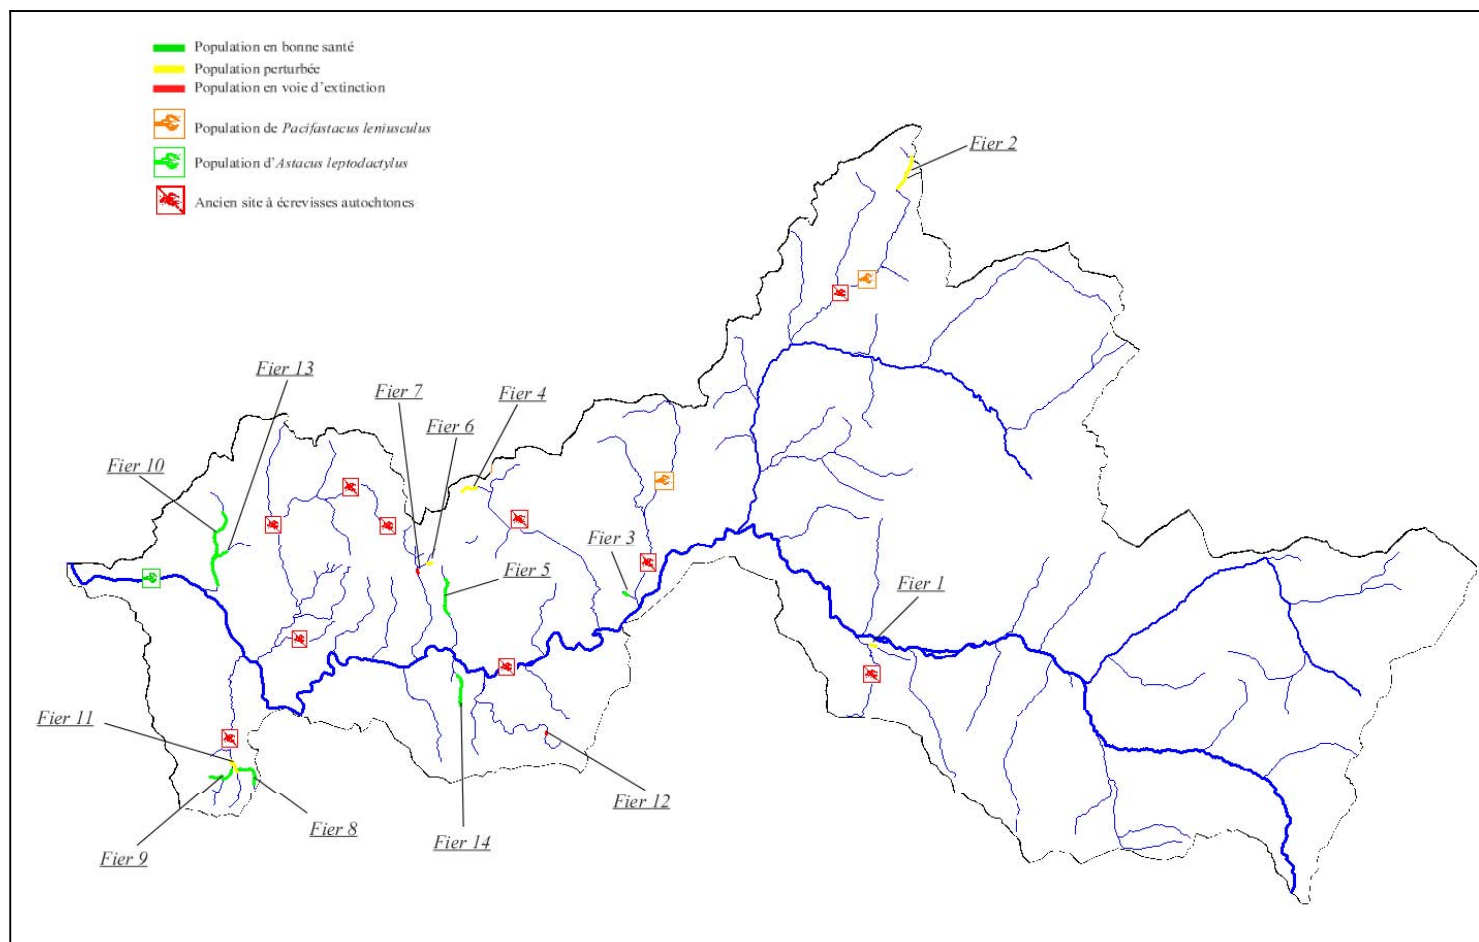 Population en bonne santé
Population perturbée
Population en voie d'extinction
Population de Pacifastacus leniusculus
Population d'Astacus leptodactylus
Ancien site à écrevisses autochtones
Fier 2
Fier 13
Fier 7
Fier 4
Fier 6
Fier 10
Fier 3
Fier 5
Fier 1
Fier 11
Fier 12
Fier 8
Fier 14
Fier 9